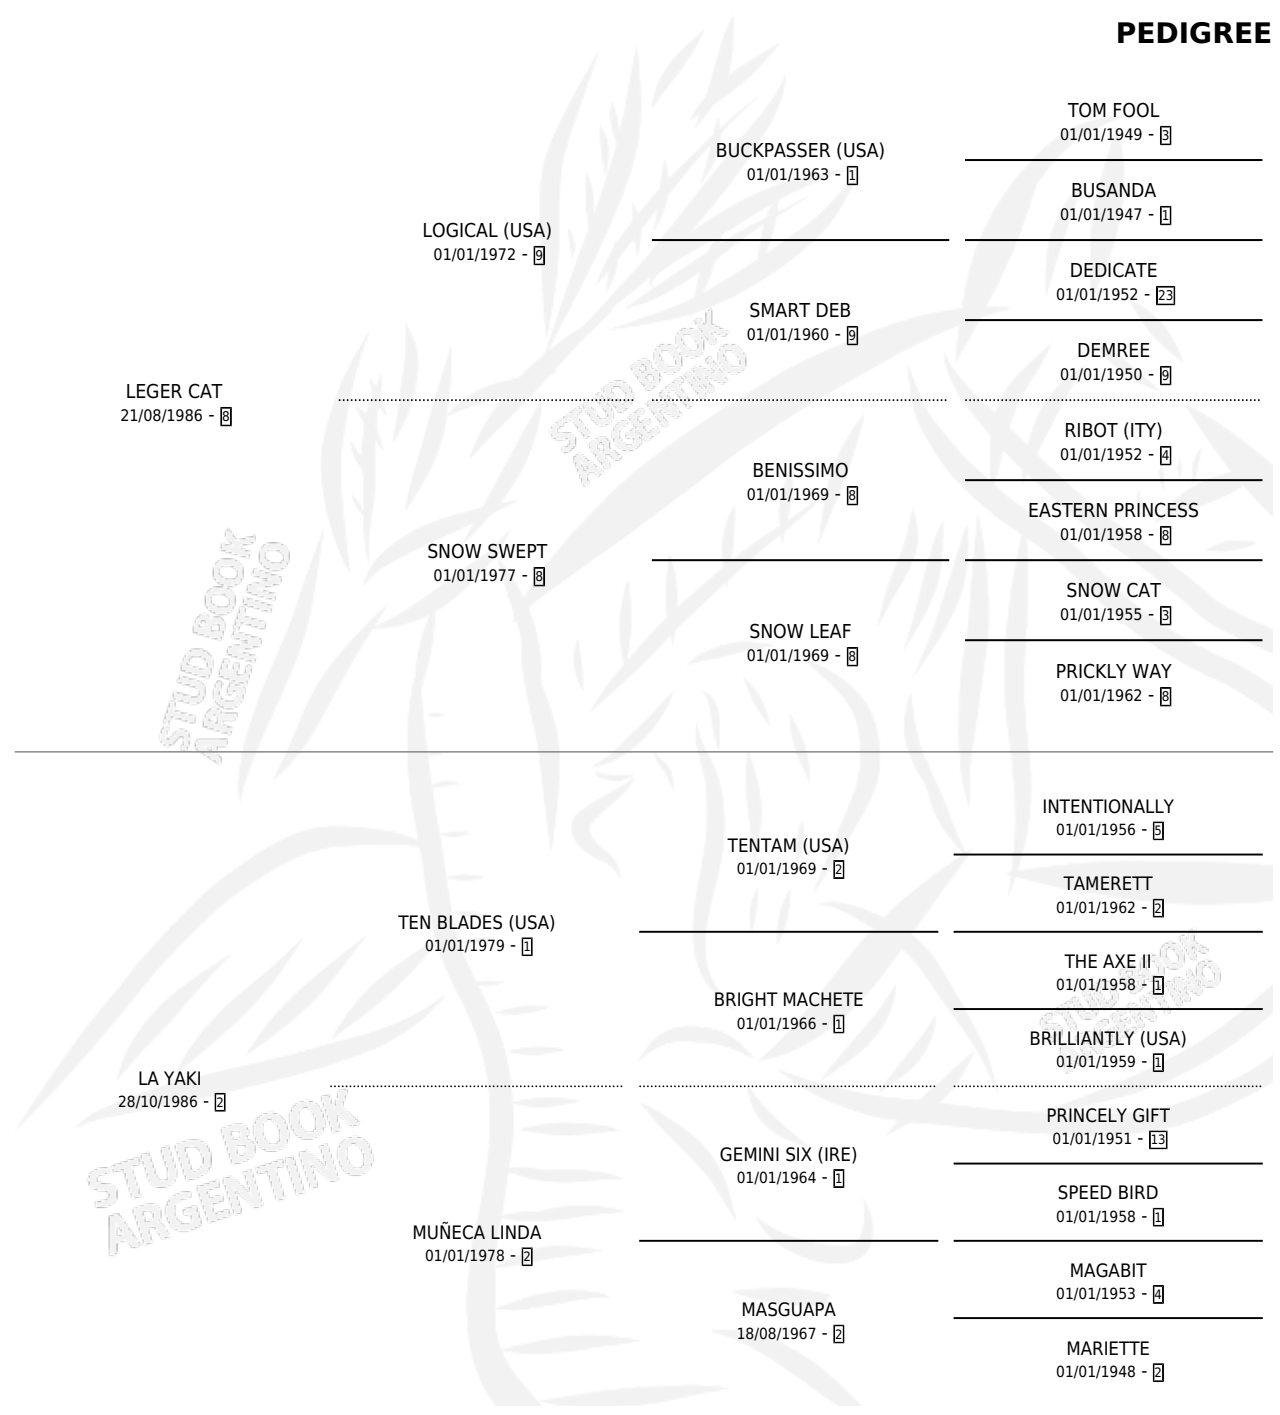 PEDIGREE
TOM FOOL
01/01/1949 - 3
BUCKPASSER (USA)
01/01/1963 - 1
BUSANDA
01/01/1947 - 1
LOGICAL (USA)
01/01/1972 - 9
DEDICATE
01/01/1952 - 23
SMART DEB
01/01/1960 - 9
DEMREE
01/01/1950 - 9
LEGER CAT
21/08/1986 - 8
RIBOT (ITY)
01/01/1952 - 4
BENISSIMO
01/01/1969 - 8
EASTERN PRINCESS
01/01/1958 - 8
SNOW SWEPT
01/01/1977 - 8
SNOW CAT
01/01/1955 - 3
SNOW LEAF
01/01/1969 - 8
PRICKLY WAY
01/01/1962 - 8
STUD BOOK
ARGENTINO
STUD BOOK
ARGENTINO
INTENTIONALLY
01/01/1956 - 5
TENTAM (USA)
01/01/1969 - 2
TAMERETT
01/01/1962 - 2
TEN BLADES (USA)
01/01/1979 - 1
THE AXE II
01/01/1958 - 1
BRIGHT MACHETE
01/01/1966 - 1
BRILLIANTLY (USA)
01/01/1959 - 1
STUD BOOK
ARGENTINO
LA YAKI
28/10/1986 - 2
PRINCELY GIFT
01/01/1951 - 13
GEMINI SIX (IRE)
01/01/1964 - 1
SPEED BIRD
01/01/1958 - 1
MUÑECA LINDA
01/01/1978 - 2
MAGABIT
01/01/1953 - 4
MASGUAPA
18/08/1967 - 2
MARIETTE
01/01/1948 - 2
STUD BOOK
ARGENTINO